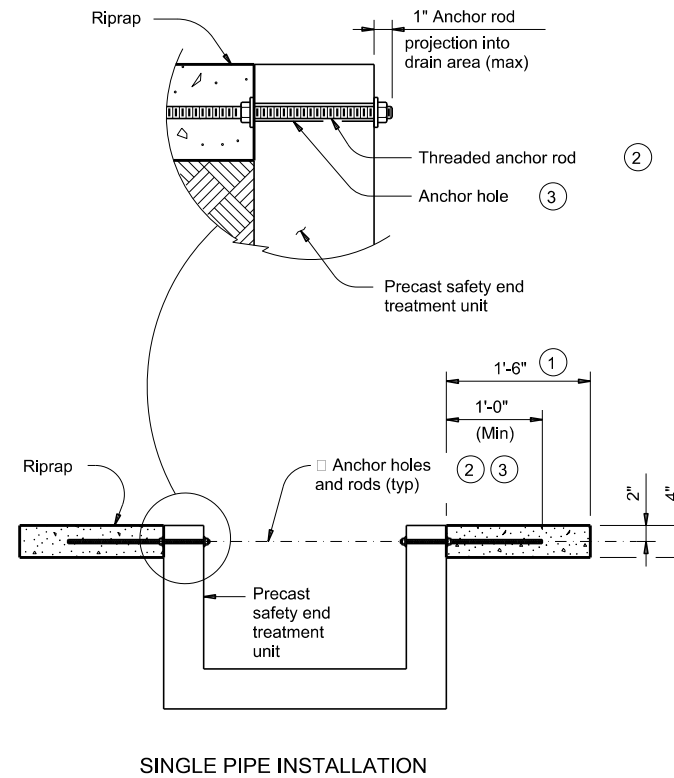 Riprap
1" Anchor rod
projection into
drain area (max)
Threaded anchor rod 2
Anchor hole 3
Precast safety end
treatment unit
1'-6" 1
1'-0"
(Min)
Riprap
□ Anchor holes
and rods (typ) 2 3
2"
4"
Precast
safety end
treatment
unit
SINGLE PIPE INSTALLATION